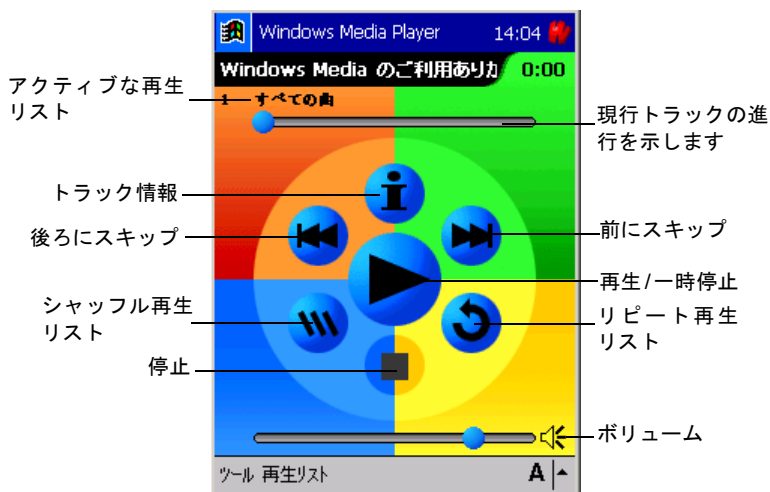 Windows Media Player 14:04
Windows Media のご利用ありが 0:00
1 すべての曲
アクティブな再生
リスト
現行トラックの進
行を示します
トラック情報
後ろにスキップ
前にスキップ
再生/一時停止
シャッフル再生
リスト
リピート再生
リスト
停止
ボリューム
ツール 再生リスト A